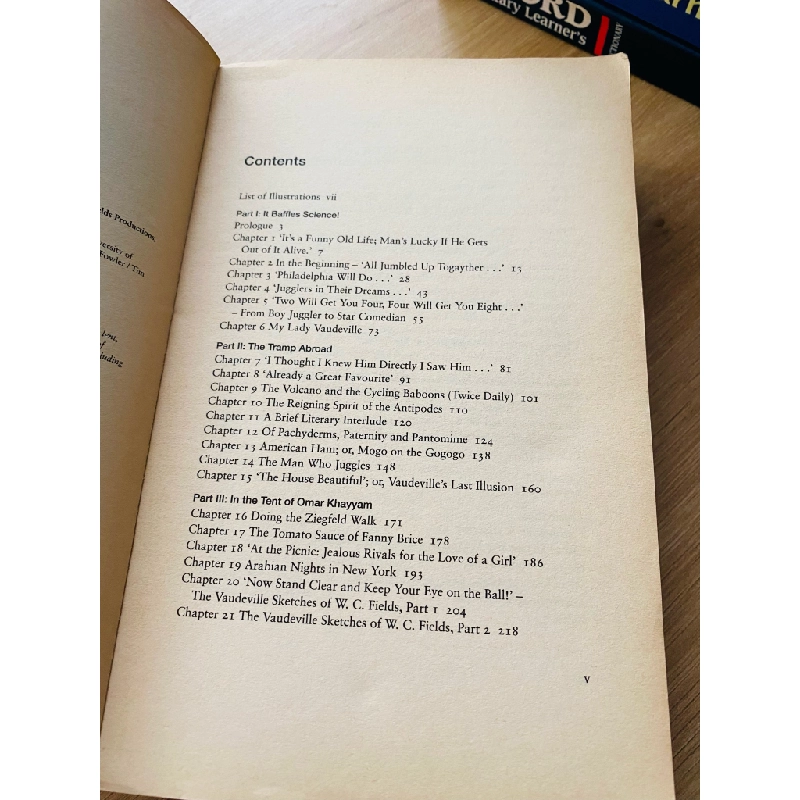 ORD
ary Learner's
lds Productions
ersity of
owler / Tim
of
inding
Contents
List of Illustrations vii
Part I: It Baffles Science!
Prologue 3
Chapter 1 ‘It's a Funny Old Life; Man's Lucky If He Gets
Out of It Alive.’ 7
Chapter 2 In the Beginning – ‘All Jumbled Up Togayther . . .’ 15
Chapter 3 ‘Philadelphia Will Do . . .’ 28
Chapter 4 ‘Jugglers in Their Dreams . . .’ 43
Chapter 5 ‘Two Will Get You Four, Four Will Get You Eight . . .’
– From Boy Juggler to Star Comedian 55
Chapter 6 My Lady Vaudeville 73
Part II: The Tramp Abroad
Chapter 7 ‘I Thought I Knew Him Directly I Saw Him . . .’ 81
Chapter 8 ‘Already a Great Favourite’ 91
Chapter 9 The Volcano and the Cycling Baboons (Twice Daily) 101
Chapter 10 The Reigning Spirit of the Antipodes 110
Chapter 11 A Brief Literary Interlude 120
Chapter 12 Of Pachyderms, Paternity and Pantomime 124
Chapter 13 American Ham; or, Mogo on the Gogogo 138
Chapter 14 The Man Who Juggles 148
Chapter 15 ‘The House Beautiful’; or, Vaudeville's Last Illusion 160
Part III: In the Tent of Omar Khayyam
Chapter 16 Doing the Ziegfeld Walk 171
Chapter 17 The Tomato Sauce of Fanny Brice 178
Chapter 18 ‘At the Picnic: Jealous Rivals for the Love of a Girl’ 186
Chapter 19 Arabian Nights in New York 193
Chapter 20 ‘Now Stand Clear and Keep Your Eye on the Ball!’ –
The Vaudeville Sketches of W. C. Fields, Part 1 204
Chapter 21 The Vaudeville Sketches of W. C. Fields, Part 2 218
v